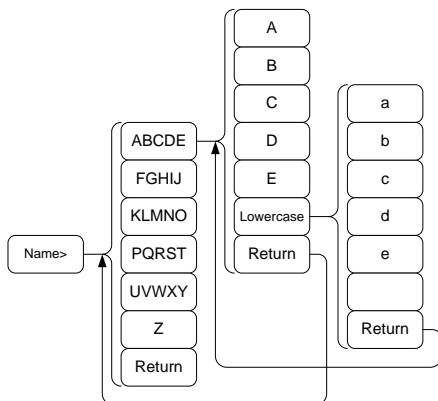 Name>
ABCDE
FGHIJ
KLMNO
PQRST
UVWXY
Z
Return
A
B
C
D
E
Lowercase
Return
a
b
c
d
e
Return